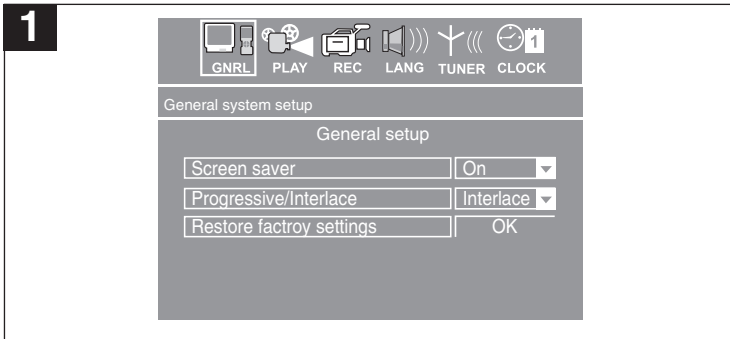 1
GNRL PLAY REC LANG TUNER CLOCK
1
General system setup
General setup
Screen saver On
Progressive/Interlace Interlace
Restore factroy settings OK